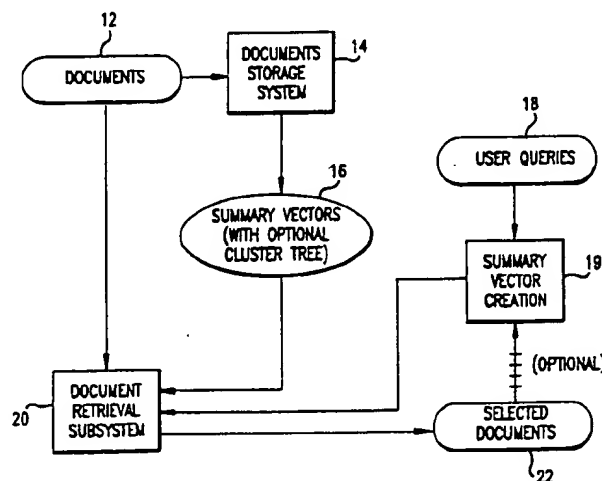 12
DOCUMENTS
DOCUMENTS
STORAGE
SYSTEM
14
18
USER QUERIES
16
SUMMARY VECTORS
(WITH OPTIONAL
CLUSTER TREE)
SUMMARY
VECTOR
CREATION
19
(OPTIONAL)
20
DOCUMENT
RETRIEVAL
SUBSYSTEM
SELECTED
DOCUMENTS
22